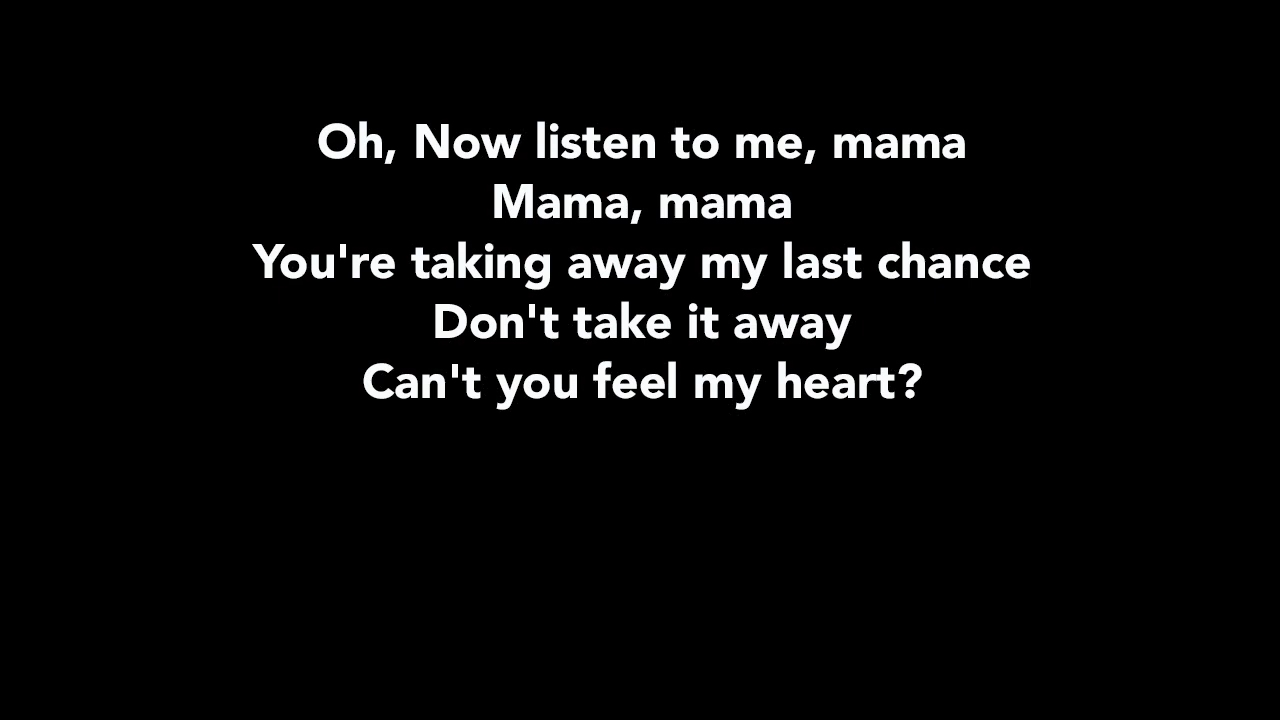 Oh, Now listen to me, mama
Mama, mama
You're taking away my last chance
Don't take it away
Can't you feel my heart?